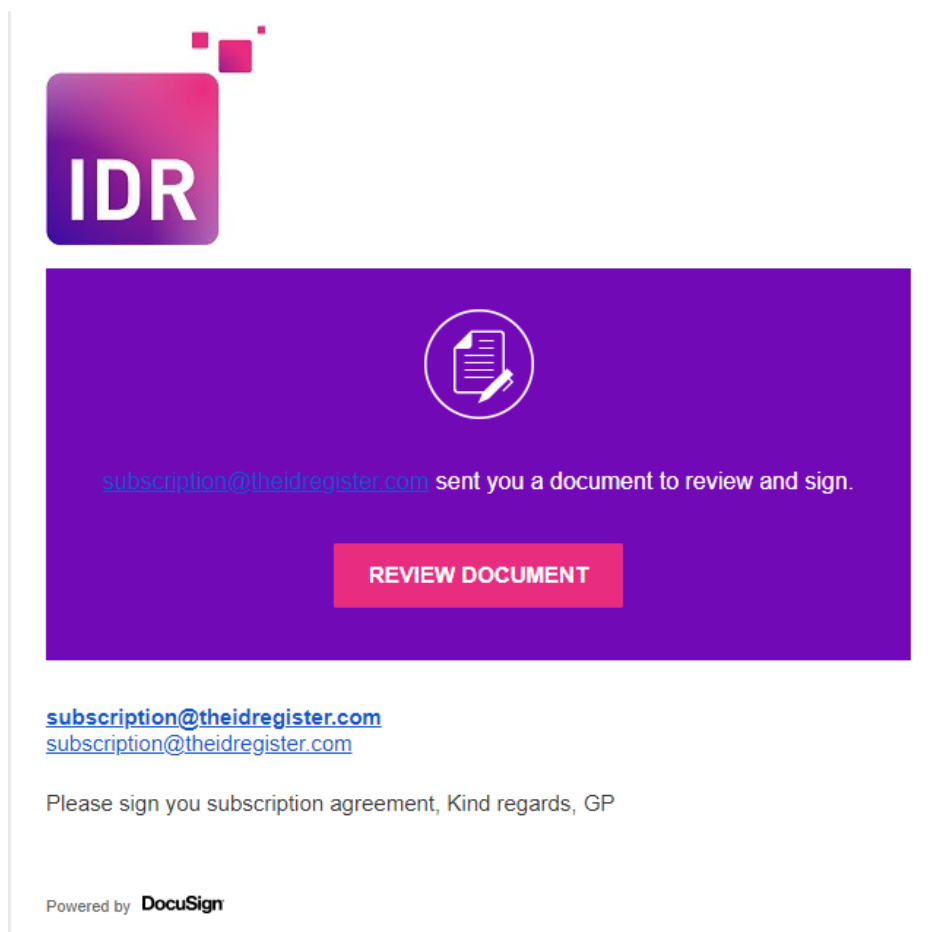 IDR
subscription@theidregister.com sent you a document to review and sign.
REVIEW DOCUMENT
subscription@theidregister.com
subscription@theidregister.com
Please sign you subscription agreement, Kind regards, GP
Powered by DocuSign